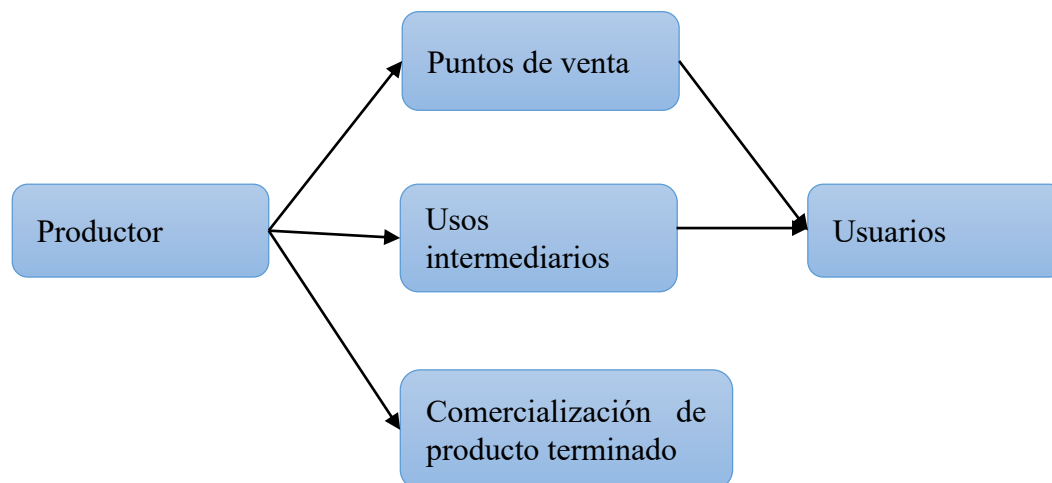 Puntos de venta
Productor
Usos
intermediarios
Usuarios
Comercialización de
producto terminado